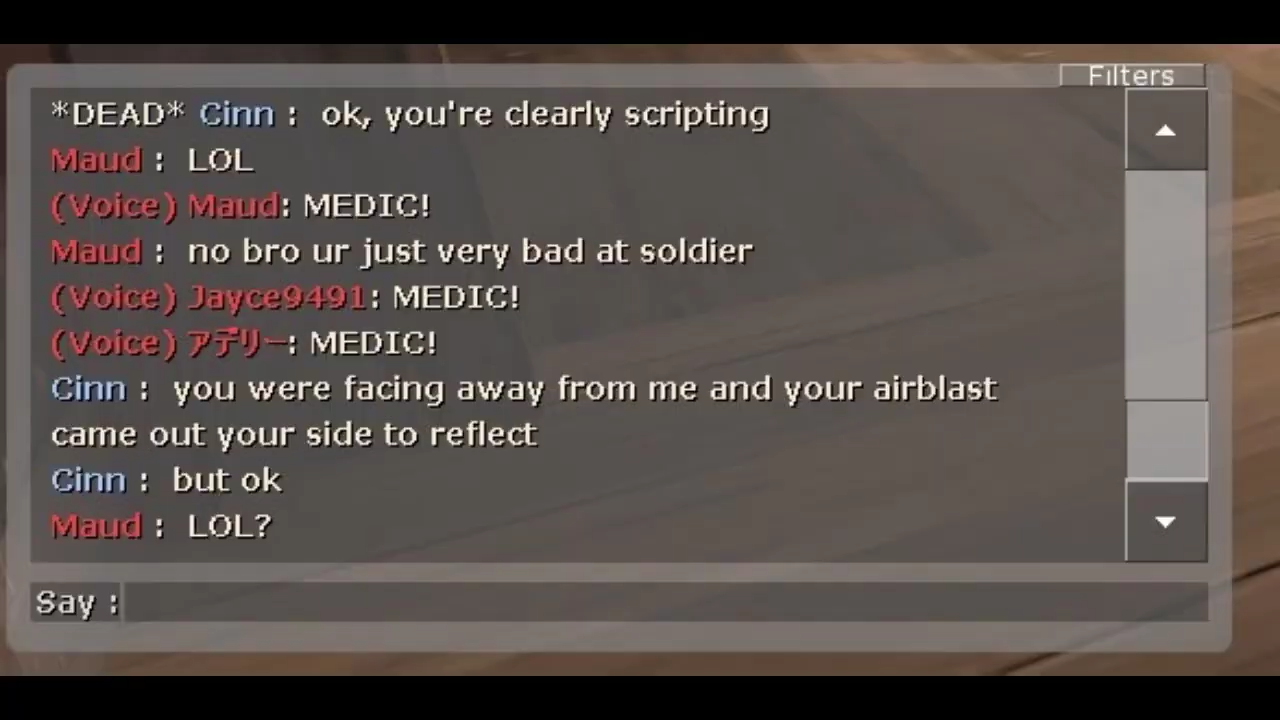 Filters
*DEAD* Cinn :  ok, you're clearly scripting
Maud :  LOL
(Voice) Maud: MEDIC!
Maud :  no bro ur just very bad at soldier
(Voice) Jayce9491: MEDIC!
(Voice) アデリー: MEDIC!
Cinn :  you were facing away from me and your airblast
came out your side to reflect
Cinn :  but ok
Maud :  LOL?
Say :